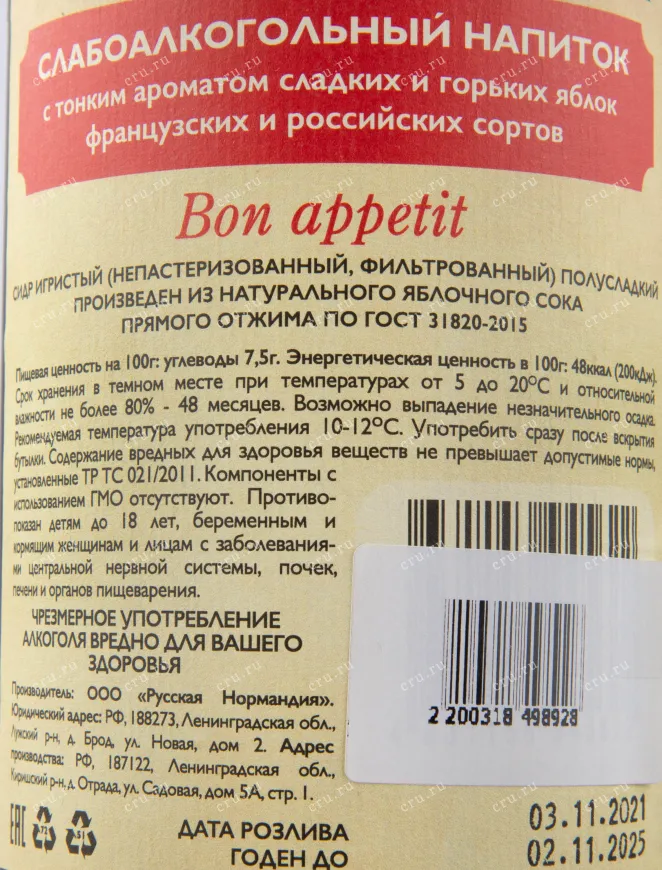 СЛАБОАЛКОГОЛЬНЫЙ НАПИТОК
с тонким ароматом сладких и горьких яблок
французских и российских сортов
Bon appetit
СИДР ИГРИСТЫЙ (НЕПАСТЕРИЗОВАННЫЙ, ФИЛЬТРОВАННЫЙ) ПОЛУСЛАДКИЙ
ПРОИЗВЕДЕН ИЗ НАТУРАЛЬНОГО ЯБЛОЧНОГО СОКА
ПРЯМОГО ОТЖИМА ПО ГОСТ 31820-2015
Пищевая ценность на 100г: углеводы 7,5г. Энергетическая ценность в 100г: 48ккал (200кДж).
Срок хранения в темном месте при температурах от 5 до 20°С и относительной
влажности не более 80% - 48 месяцев. Возможно выпадение незначительного осадка.
Рекомендуемая температура употребления 10-12°С. Употребить сразу после вскрытия
бутылки. Содержание вредных для здоровья веществ не превышает допустимые нормы,
установленные ТР ТС 021/2011. Компоненты с
использованием ГМО отсутствуют. Противо-
показан детям до 18 лет, беременным и
кормящим женщинам и лицам с заболевания-
ми центральной нервной системы, почек,
печени и органов пищеварения.
ЧРЕЗМЕРНОЕ УПОТРЕБЛЕНИЕ
АЛКОГОЛЯ ВРЕДНО ДЛЯ ВАШЕГО
ЗДОРОВЬЯ
Производитель: ООО «Русская Нормандия».
Юридический адрес: РФ, 188273, Ленинградская обл.,
Лужский р-н, д. Брод, ул. Новая, дом 2. Адрес
производства: РФ, 187122, Ленинградская обл.,
Киришский р-н, д. Отрада, ул. Садовая, дом 5А, стр. 1.
2 200318 498928
EAC 72 51
ДАТА РОЗЛИВА 03.11.2021
ГОДЕН ДО 02.11.2025
cru.ru